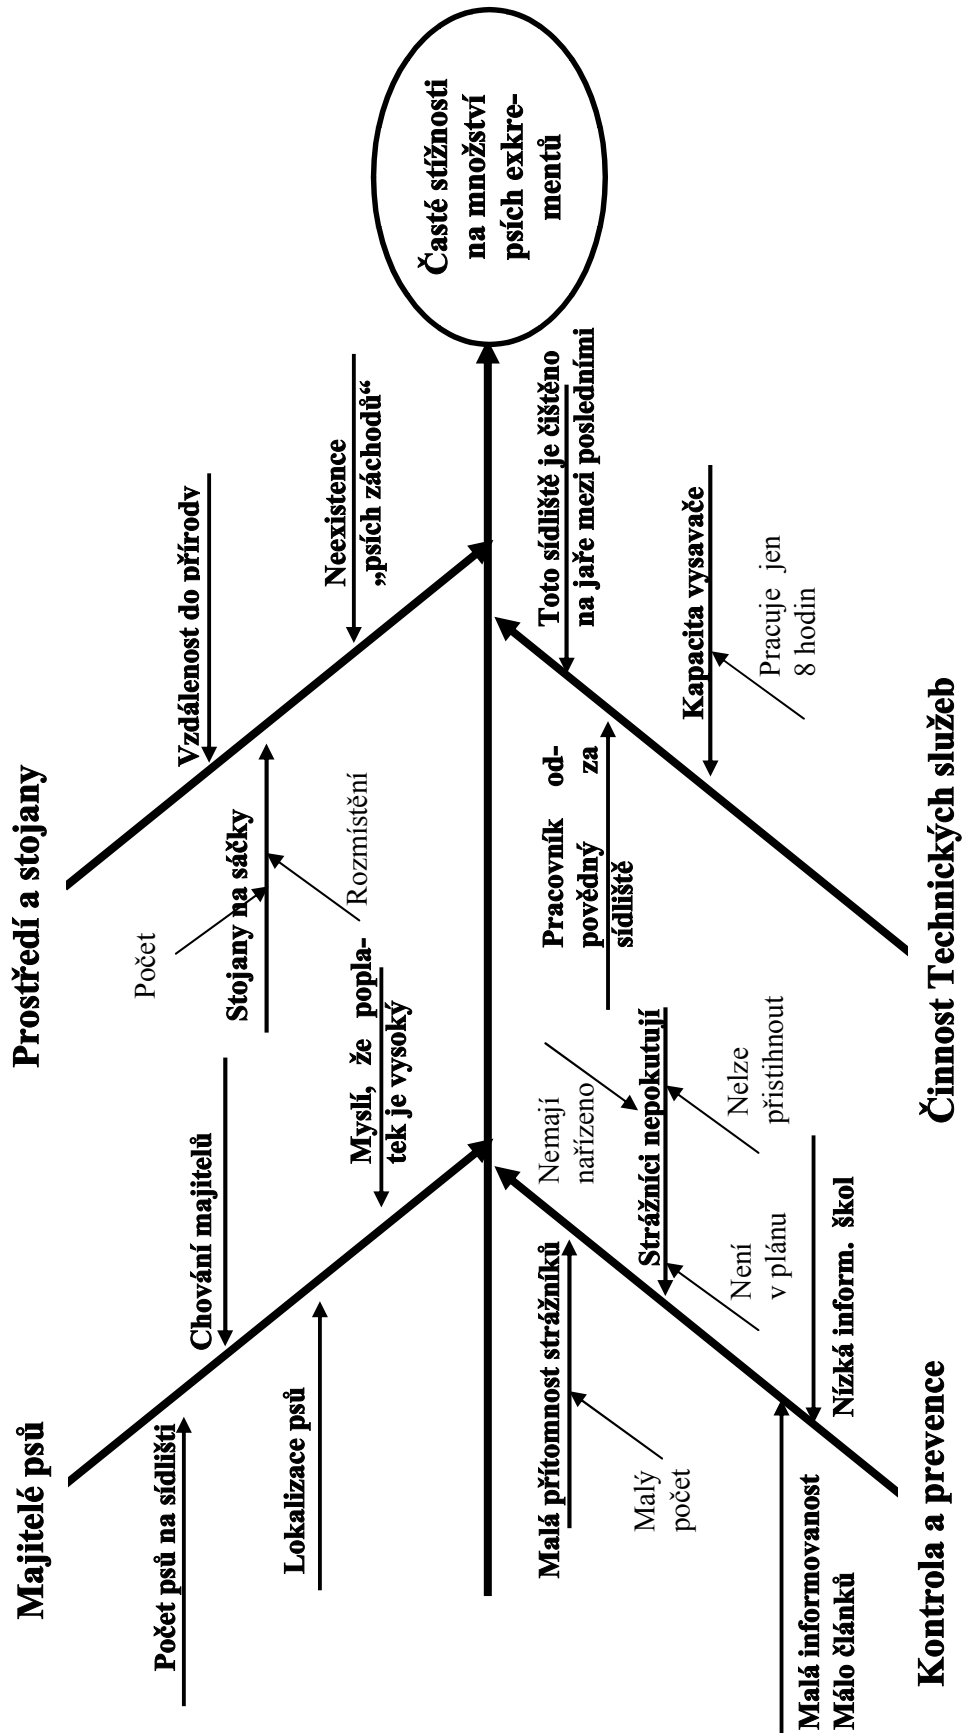 Majitelé psů
Prostředí a stojany
Počet psů na sídlišti
Chování majitelů
Lokalizace psů
Myslí, že popla-
tek je vysoký
Počet
Stojany na sáčky
Rozmístění
Vzdálenost do přírody
Neexistence
„psích záchodů“
Časté stížnosti
na množství
psích exkre-
mentů
Malá přítomnost strážníků
Malý
počet
Nemají
nařízeno
Strážníci nepokutují
Není
v plánu
Nelze
přistihnout
Malá informovanost
Málo článků
Nízká inform. škol
Pracovník od-
povědný za
sídliště
Toto sídliště je čištěno
na jaře mezi posledními
Kapacita vysavače
Pracuje jen
8 hodin
Kontrola a prevence
Činnost Technických služeb